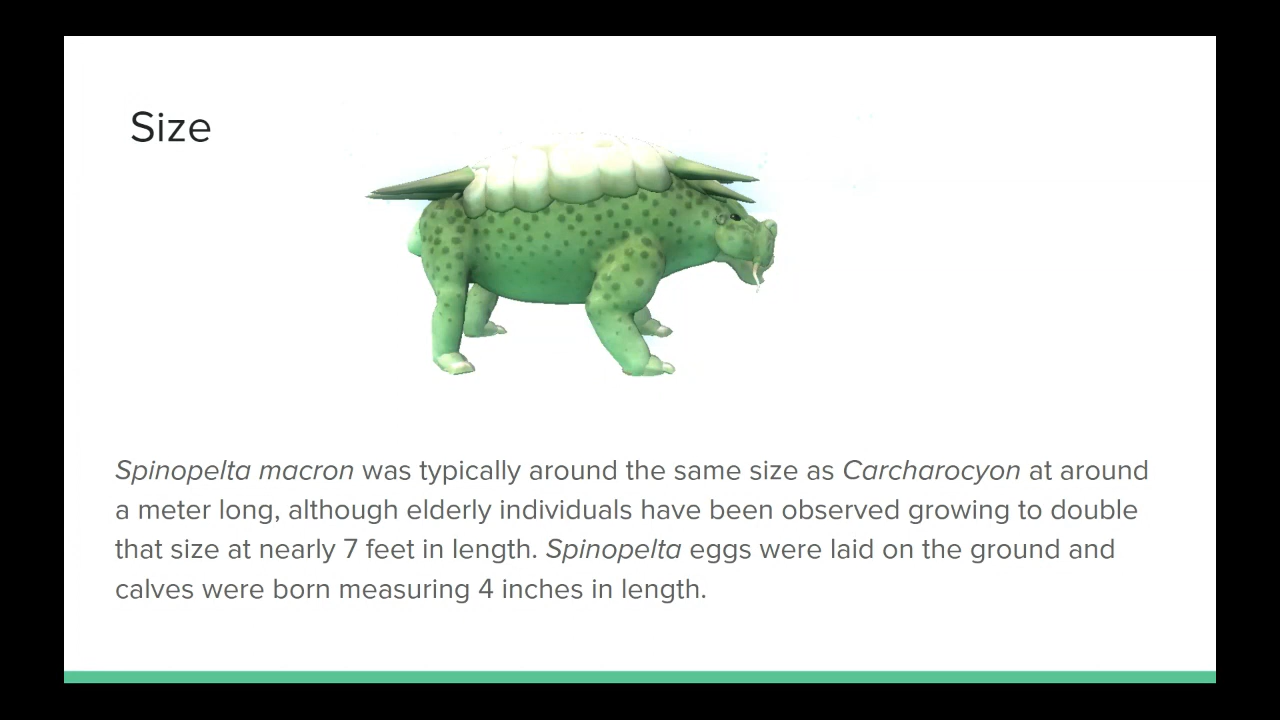 Size
Spinopelta macron was typically around the same size as Carcharocyon at around
a meter long, although elderly individuals have been observed growing to double
that size at nearly 7 feet in length. Spinopelta eggs were laid on the ground and
calves were born measuring 4 inches in length.